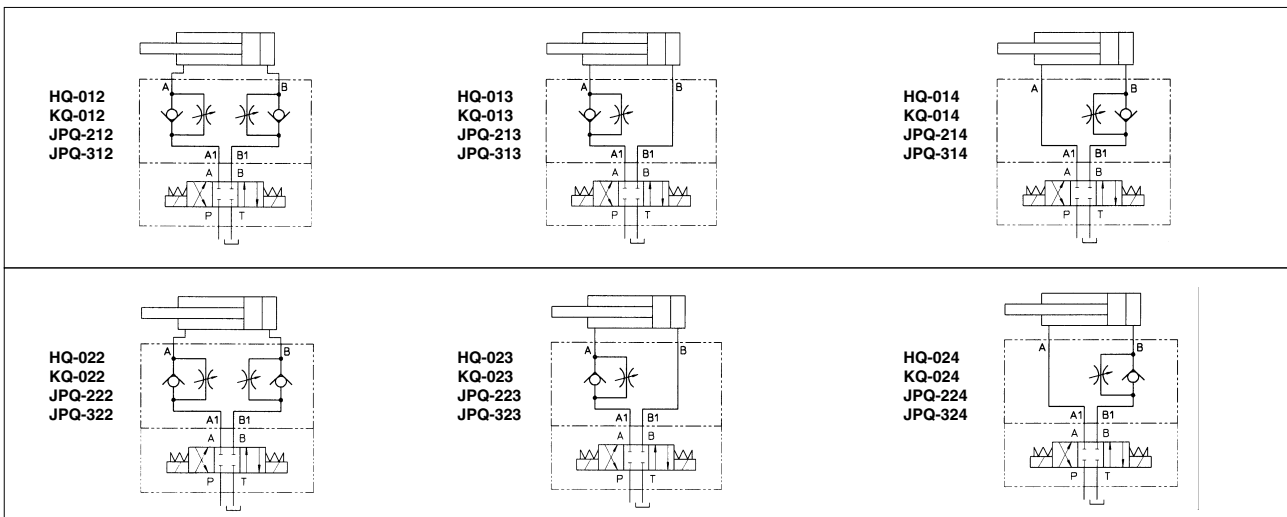 HQ-012
KQ-012
JPQ-212
JPQ-312
A B
A1 B1
A B
P T
HQ-013
KQ-013
JPQ-213
JPQ-313
A B
A1 B1
A B
P T
HQ-014
KQ-014
JPQ-214
JPQ-314
A B
A1 B1
A B
P T
HQ-022
KQ-022
JPQ-222
JPQ-322
A B
A1 B1
A B
P T
HQ-023
KQ-023
JPQ-223
JPQ-323
A B
A1 B1
A B
P T
HQ-024
KQ-024
JPQ-224
JPQ-324
A B
A1 B1
A B
P T